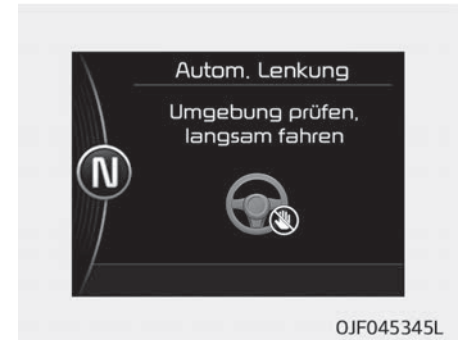 Autom. Lenkung
Umgebung prüfen,
langsam fahren
N
OJF045345L